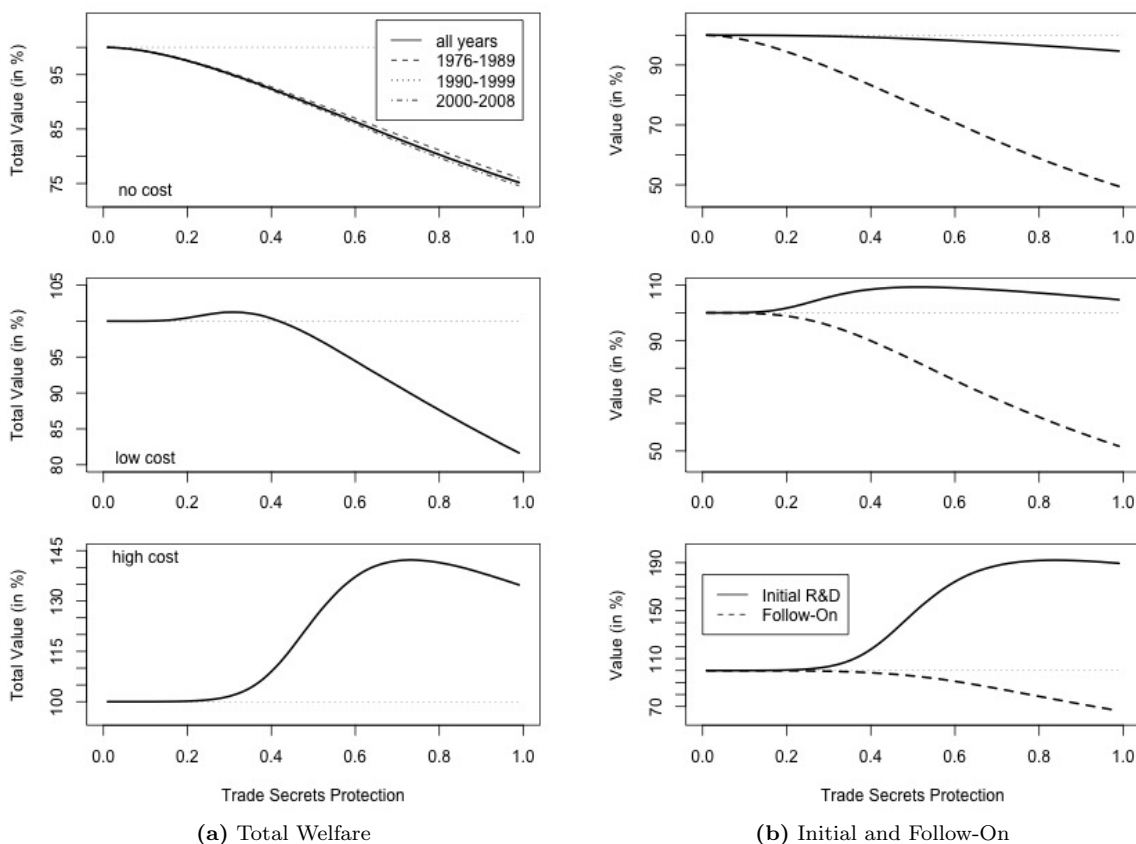 Total Value (in %)
95
85
75
all years
1976-1989
1990-1999
2000-2008
no cost
0.0 0.2 0.4 0.6 0.8 1.0
Value (in %)
90
70
50
0.0 0.2 0.4 0.6 0.8 1.0
Total Value (in %)
105
100
95
90
85
80
low cost
0.0 0.2 0.4 0.6 0.8 1.0
Value (in %)
110
90
70
50
0.0 0.2 0.4 0.6 0.8 1.0
Total Value (in %)
145
130
115
100
high cost
0.0 0.2 0.4 0.6 0.8 1.0
Trade Secrets Protection
(a) Total Welfare
Value (in %)
190
150
100
70
Initial R&D
Follow-On
0.0 0.2 0.4 0.6 0.8 1.0
Trade Secrets Protection
(b) Initial and Follow-On